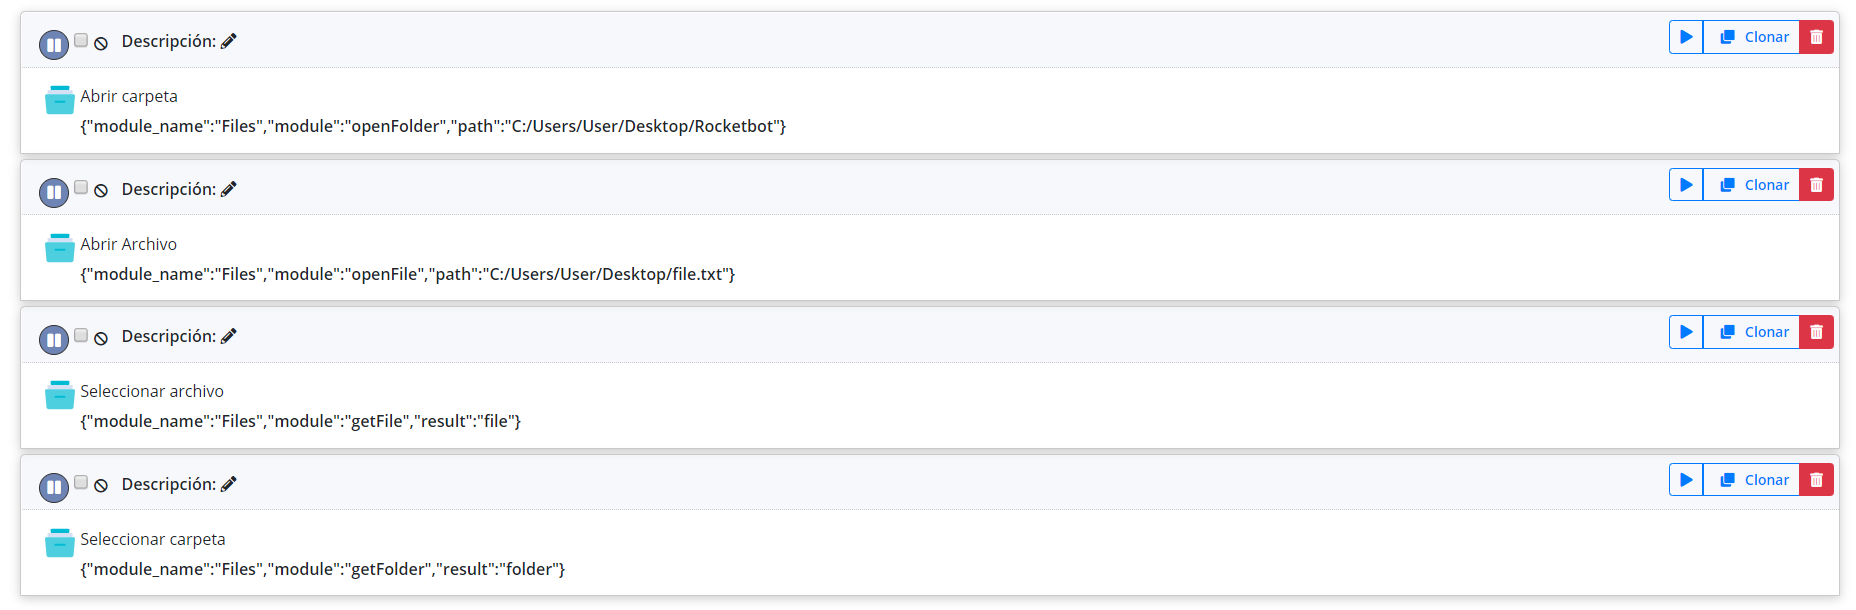 Descripción:
Clonar
Abrir carpeta
{"module_name":"Files","module":"openFolder","path":"C:/Users/User/Desktop/Rocketbot"}
Descripción:
Clonar
Abrir Archivo
{"module_name":"Files","module":"openFile","path":"C:/Users/User/Desktop/file.txt"}
Descripción:
Clonar
Seleccionar archivo
{"module_name":"Files","module":"getFile","result":"file"}
Descripción:
Clonar
Seleccionar carpeta
{"module_name":"Files","module":"getFolder","result":"folder"}